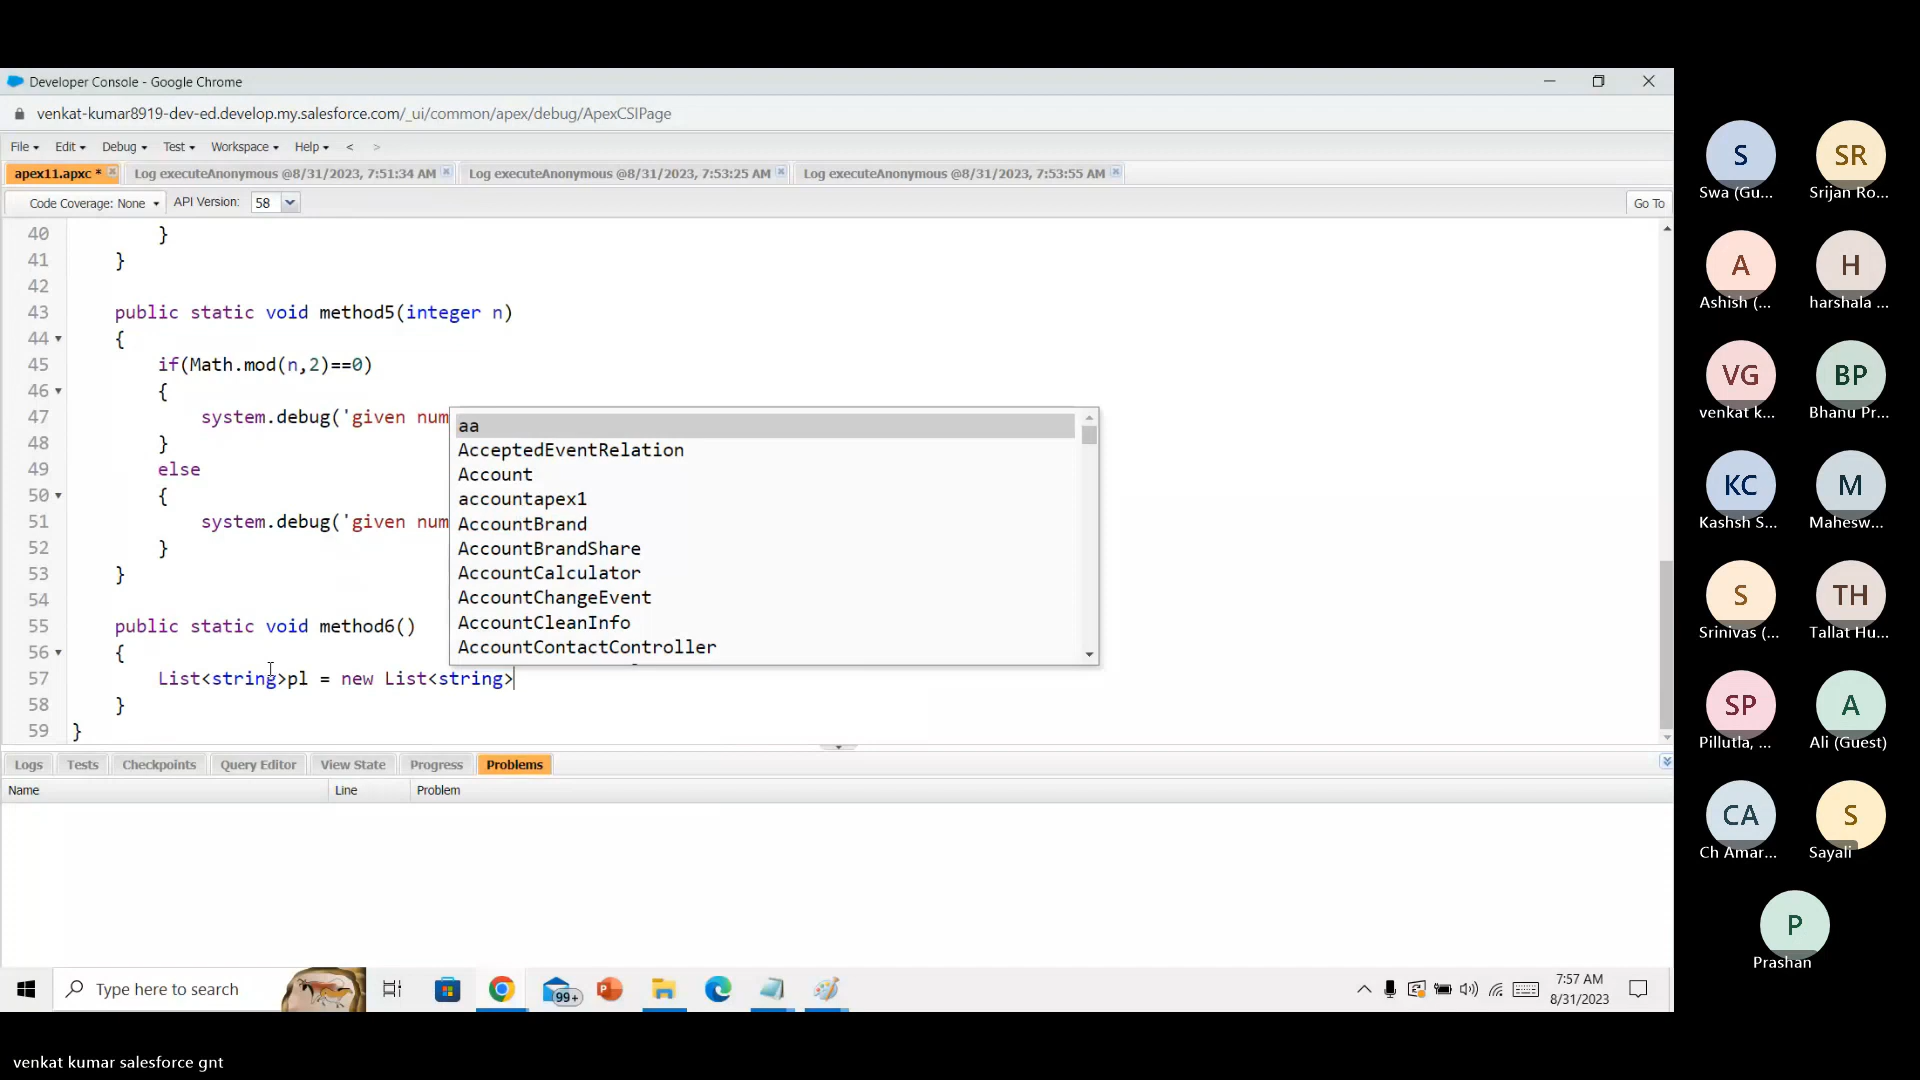 Developer Console - Google Chrome
venkat-kumar8919-dev-ed.develop.my.salesforce.com/_ui/common/apex/debug/ApexCSIPage
File Edit Debug Test Workspace Help < >
apex11.apxc * Log executeAnonymous @8/31/2023, 7:51:34 AM Log executeAnonymous @8/31/2023, 7:53:25 AM Log executeAnonymous @8/31/2023, 7:53:55 AM
Code Coverage: None API Version: 58 Go To
40 }
41 }
42
43 public static void method5(integer n)
44 {
45 if(Math.mod(n,2)==0)
46 {
47 system.debug('given num
48 }
49 else
50 {
51 system.debug('given num
52 }
53 }
54
55 public static void method6()
56 {
57 List<string>pl = new List<string>
58 }
59 }
aa
AcceptedEventRelation
Account
accountapex1
AccountBrand
AccountBrandShare
AccountCalculator
AccountChangeEvent
AccountCleanInfo
AccountContactController
Logs Tests Checkpoints Query Editor View State Progress Problems
Name Line Problem
Type here to search
99+
7:57 AM
8/31/2023
S SR
Swa (Gu... Srijan Ro...
A H
Ashish (... harshala ...
VG BP
venkat k... Bhanu Pr...
KC M
Kashsh S... Mahesw...
S TH
Srinivas (... Tallat Hu...
SP A
Pillutla, ... Ali (Guest)
CA S
Ch Amar... Sayali
P
Prashan
venkat kumar salesforce gnt